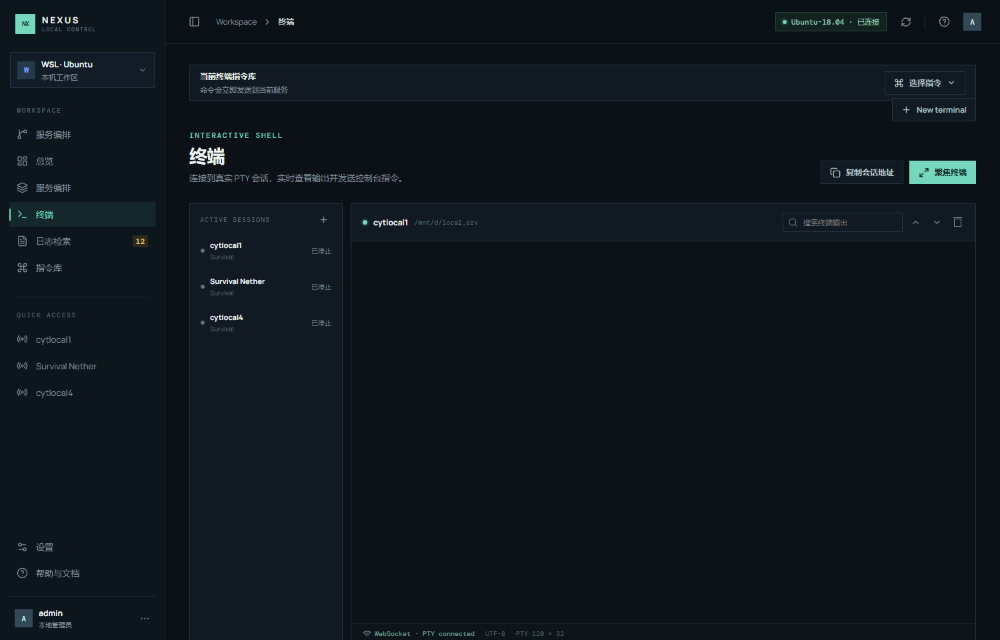 NX
NEXUS
LOCAL CONTROL
W
WSL · Ubuntu
本机工作区
WORKSPACE
服务编排
总览
服务编排
终端
日志检索
12
指令库
QUICK ACCESS
cytlocal1
Survival Nether
cytlocal4
设置
帮助与文档
A
admin
本地管理员
Workspace
终端
Ubuntu-18.04 · 已连接
A
当前终端指令库
命令会立即发送到当前服务
选择指令
New terminal
INTERACTIVE SHELL
终端
连接到真实 PTY 会话，实时查看输出并发送控制台指令。
复制会话地址
聚焦终端
ACTIVE SESSIONS
cytlocal1
Survival
已停止
Survival Nether
Survival
已停止
cytlocal4
Survival
已停止
cytlocal1
/mnt/d/local_srv
搜索终端输出
WebSocket · PTY connected
UTF-8
PTY 120 × 32